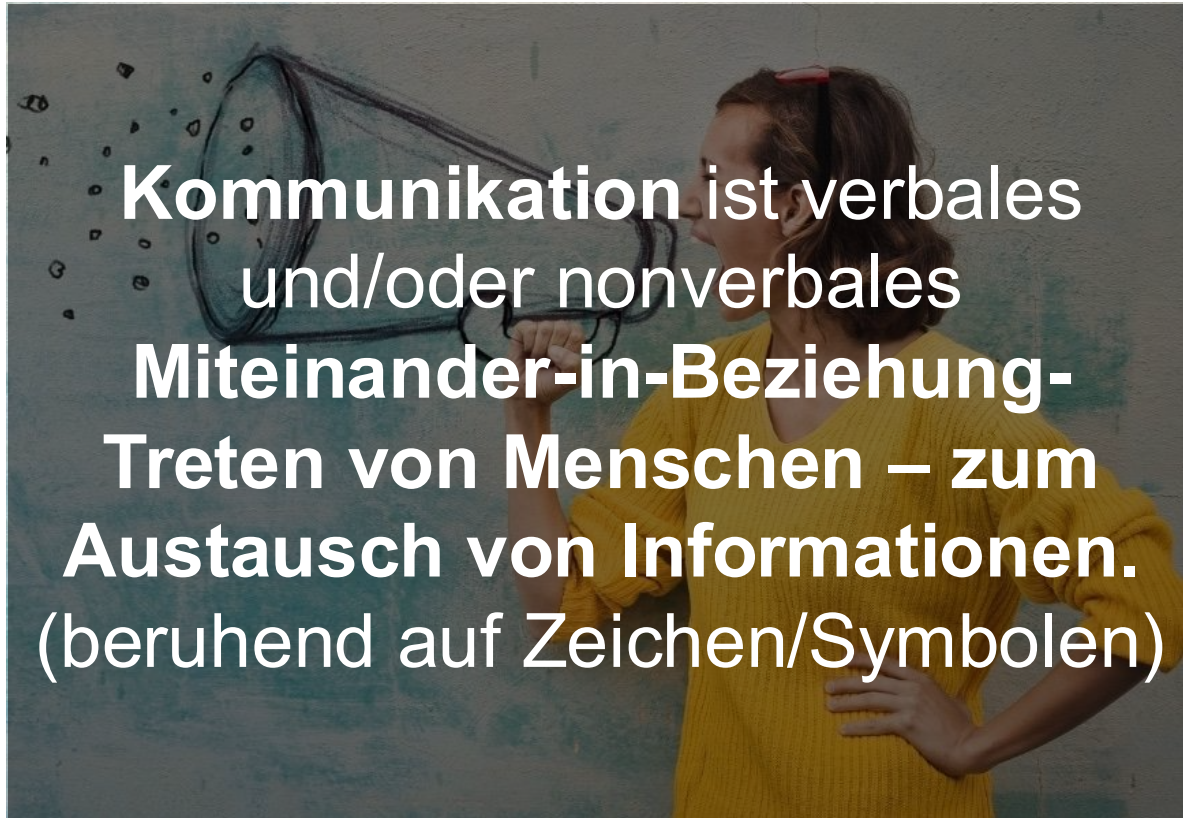 Kommunikation ist verbales
und/oder nonverbales
Miteinander-in-Beziehung-
Treten von Menschen – zum
Austausch von Informationen.
(beruhend auf Zeichen/Symbolen)